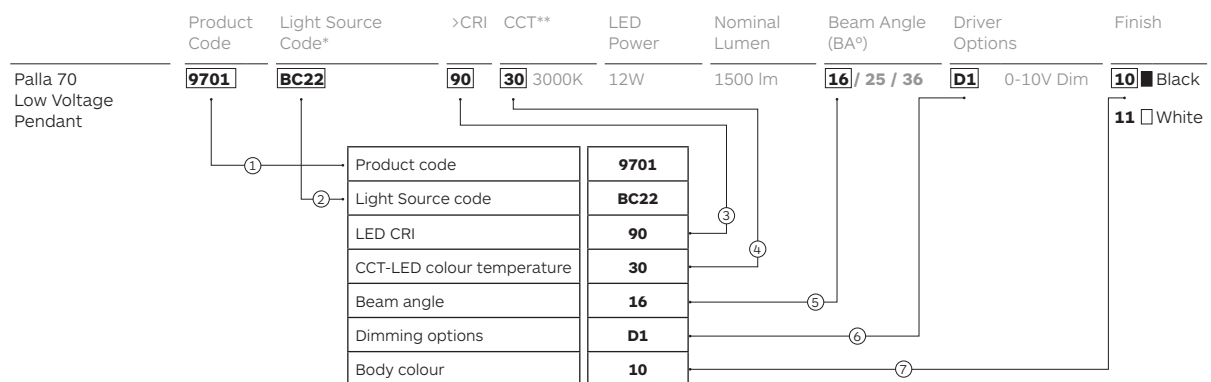 Product Code
Light Source Code*
>CRI
CCT**
LED Power
Nominal Lumen
Beam Angle (BA°)
Driver Options
Finish
Palla 70 Low Voltage Pendant
9701
BC22
90
30 3000K
12W
1500 lm
16 / 25 / 36
D1 0-10V Dim
10 Black
11 White
1
Product code 9701
2
Light Source code BC22
3
LED CRI 90
4
CCT-LED colour temperature 30
Beam angle 16
5
Dimming options D1
6
Body colour 10
7